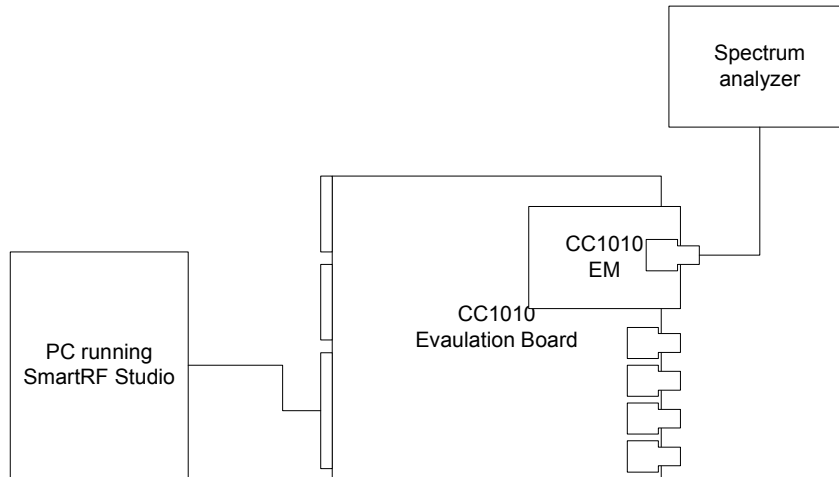 Spectrum
analyzer
CC1010
EM
CC1010
Evaulation Board
PC running
SmartRF Studio